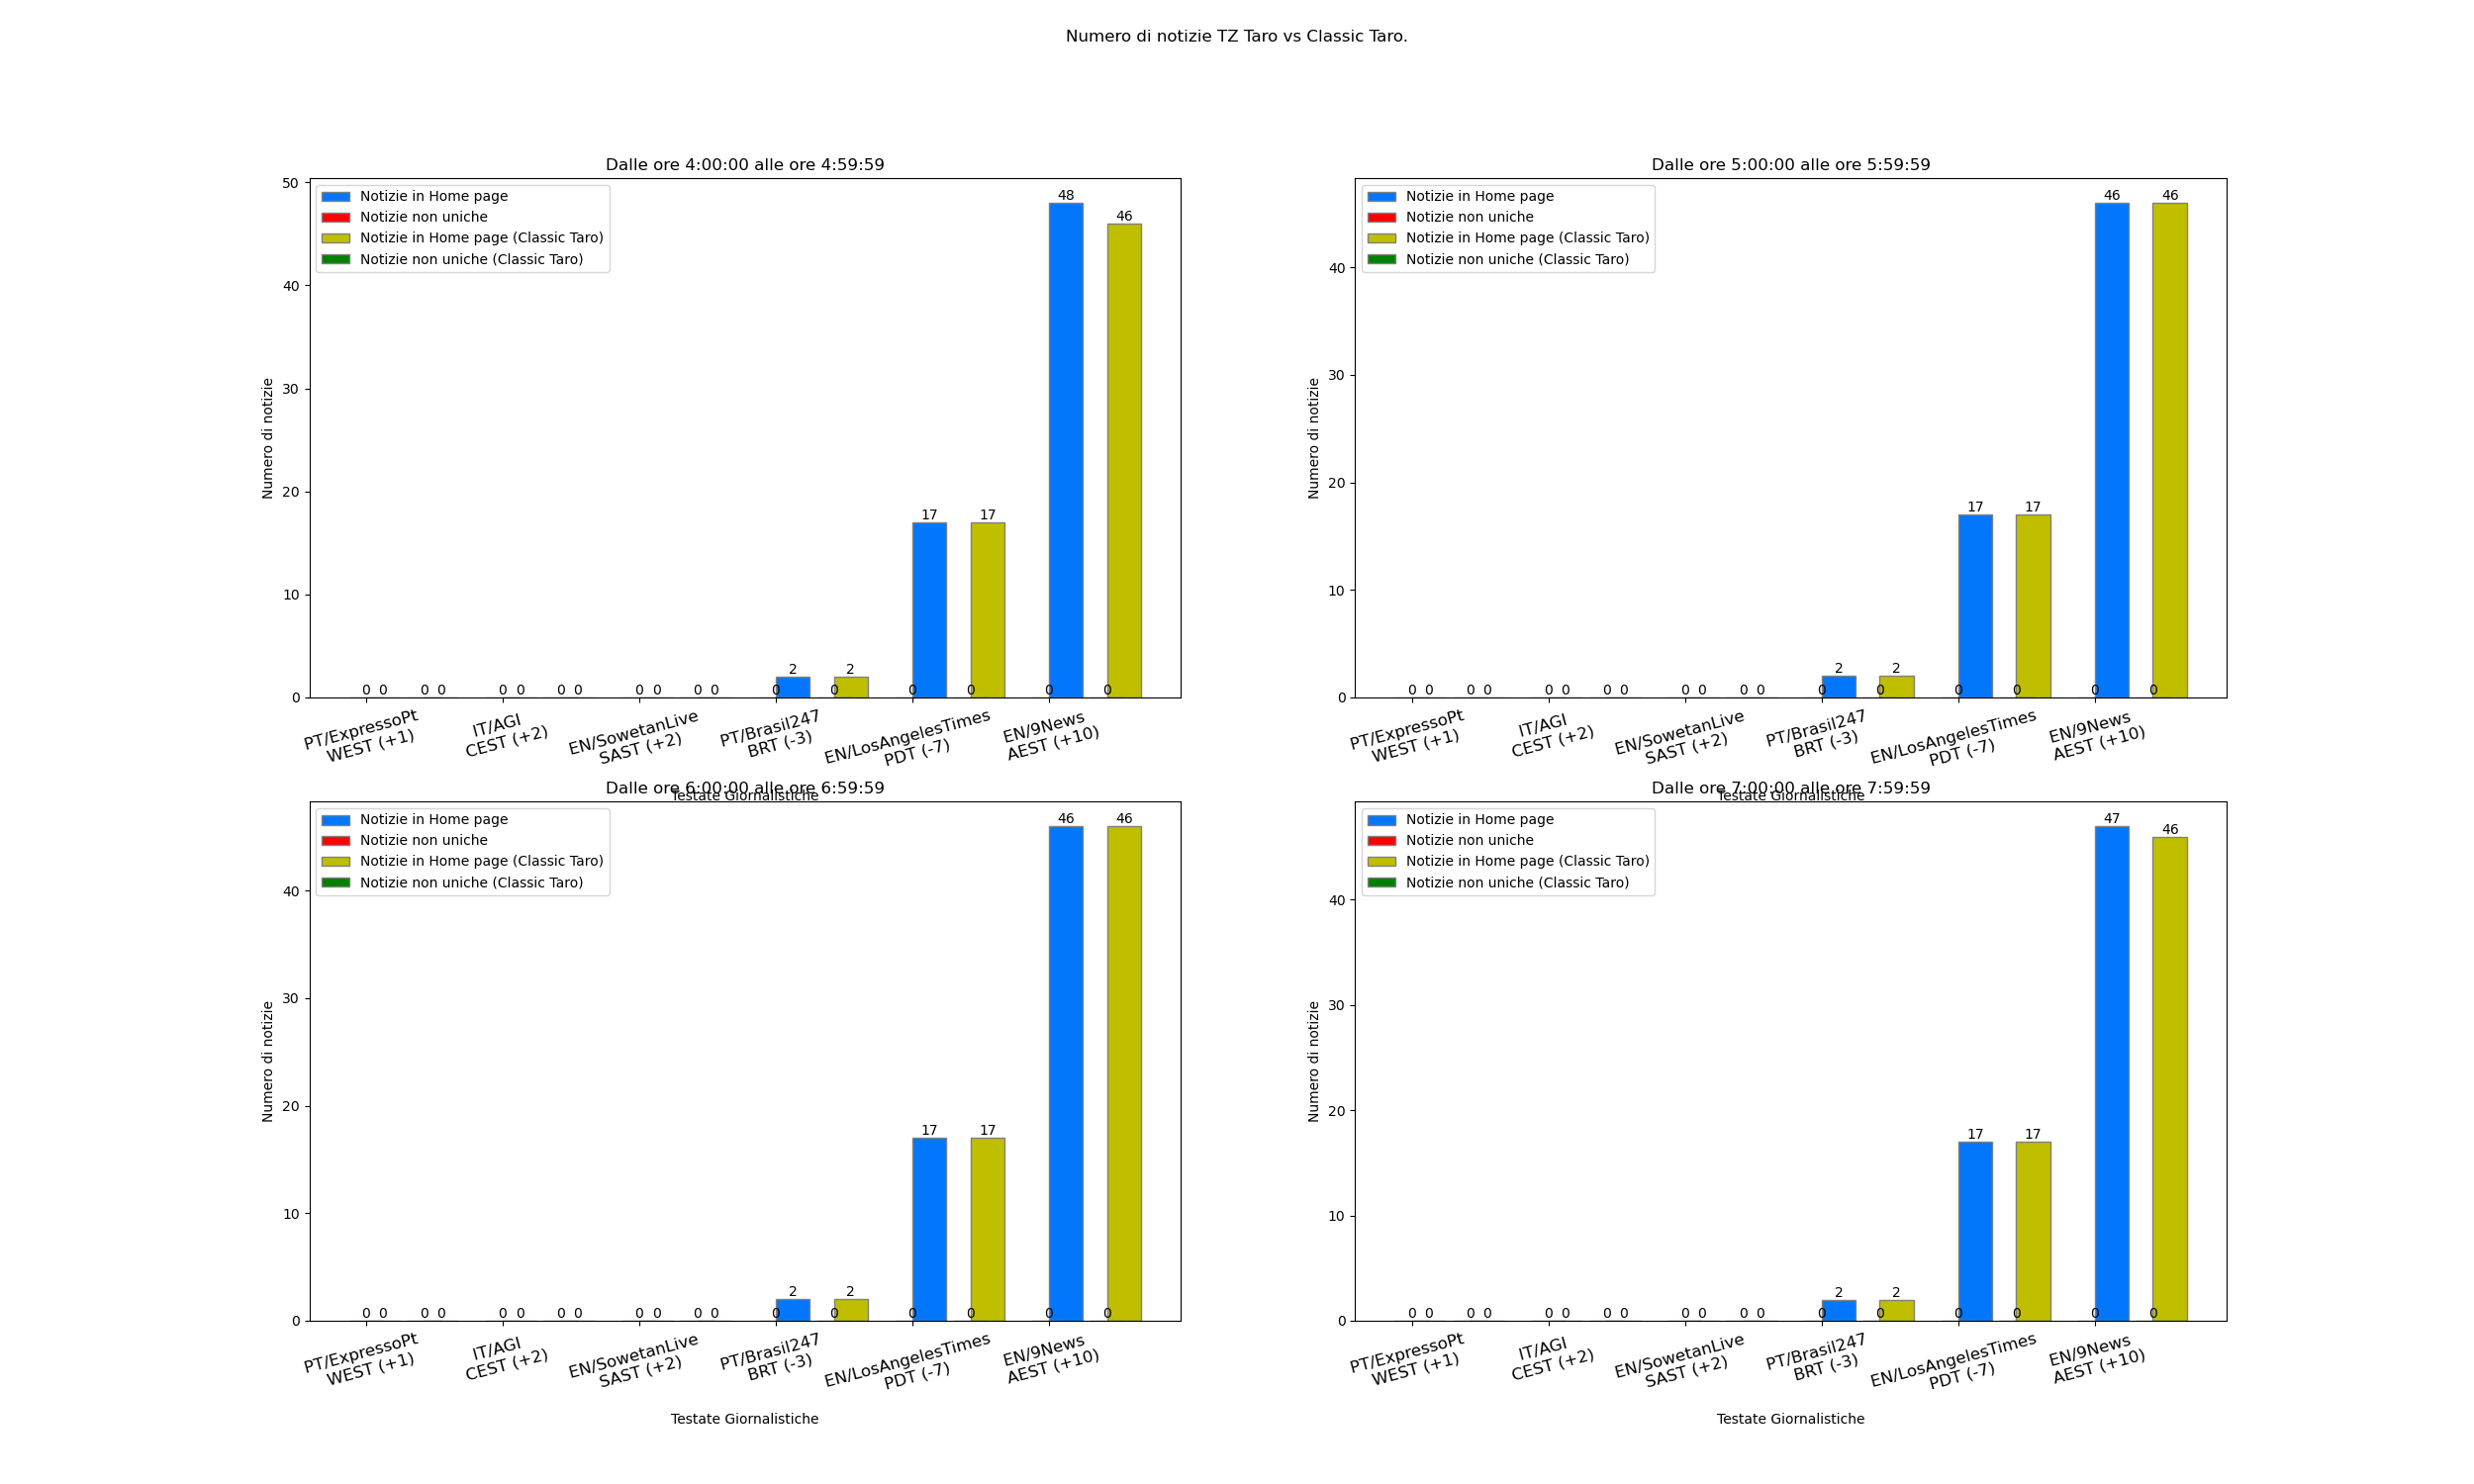 Numero di notizie TZ Taro vs Classic Taro.
Dalle ore 4:00:00 alle ore 4:59:59
Notizie in Home page
Notizie non uniche
Notizie in Home page (Classic Taro)
Notizie non uniche (Classic Taro)
Numero di notizie
50
40
30
20
10
0
0 0 0 0 0 0 0 0 0 0 0 0 0 2 0 2 0 17 0 17 0 48 0 46
PT/ExpressoPt
WEST (+1)
IT/AGI
CEST (+2)
EN/SowetanLive
SAST (+2)
PT/Brasil247
BRT (-3)
EN/LosAngelesTimes
PDT (-7)
EN/9News
AEST (+10)
Testate Giornalistiche
Dalle ore 5:00:00 alle ore 5:59:59
Notizie in Home page
Notizie non uniche
Notizie in Home page (Classic Taro)
Notizie non uniche (Classic Taro)
Numero di notizie
40
30
20
10
0
0 0 0 0 0 0 0 0 0 0 0 0 0 2 0 2 0 17 0 17 0 46 0 46
PT/ExpressoPt
WEST (+1)
IT/AGI
CEST (+2)
EN/SowetanLive
SAST (+2)
PT/Brasil247
BRT (-3)
EN/LosAngelesTimes
PDT (-7)
EN/9News
AEST (+10)
Testate Giornalistiche
Dalle ore 6:00:00 alle ore 6:59:59
Notizie in Home page
Notizie non uniche
Notizie in Home page (Classic Taro)
Notizie non uniche (Classic Taro)
Numero di notizie
40
30
20
10
0
0 0 0 0 0 0 0 0 0 0 0 0 0 2 0 2 0 17 0 17 0 46 0 46
PT/ExpressoPt
WEST (+1)
IT/AGI
CEST (+2)
EN/SowetanLive
SAST (+2)
PT/Brasil247
BRT (-3)
EN/LosAngelesTimes
PDT (-7)
EN/9News
AEST (+10)
Testate Giornalistiche
Dalle ore 7:00:00 alle ore 7:59:59
Notizie in Home page
Notizie non uniche
Notizie in Home page (Classic Taro)
Notizie non uniche (Classic Taro)
Numero di notizie
40
30
20
10
0
0 0 0 0 0 0 0 0 0 0 0 0 0 2 0 2 0 17 0 17 0 47 0 46
PT/ExpressoPt
WEST (+1)
IT/AGI
CEST (+2)
EN/SowetanLive
SAST (+2)
PT/Brasil247
BRT (-3)
EN/LosAngelesTimes
PDT (-7)
EN/9News
AEST (+10)
Testate Giornalistiche